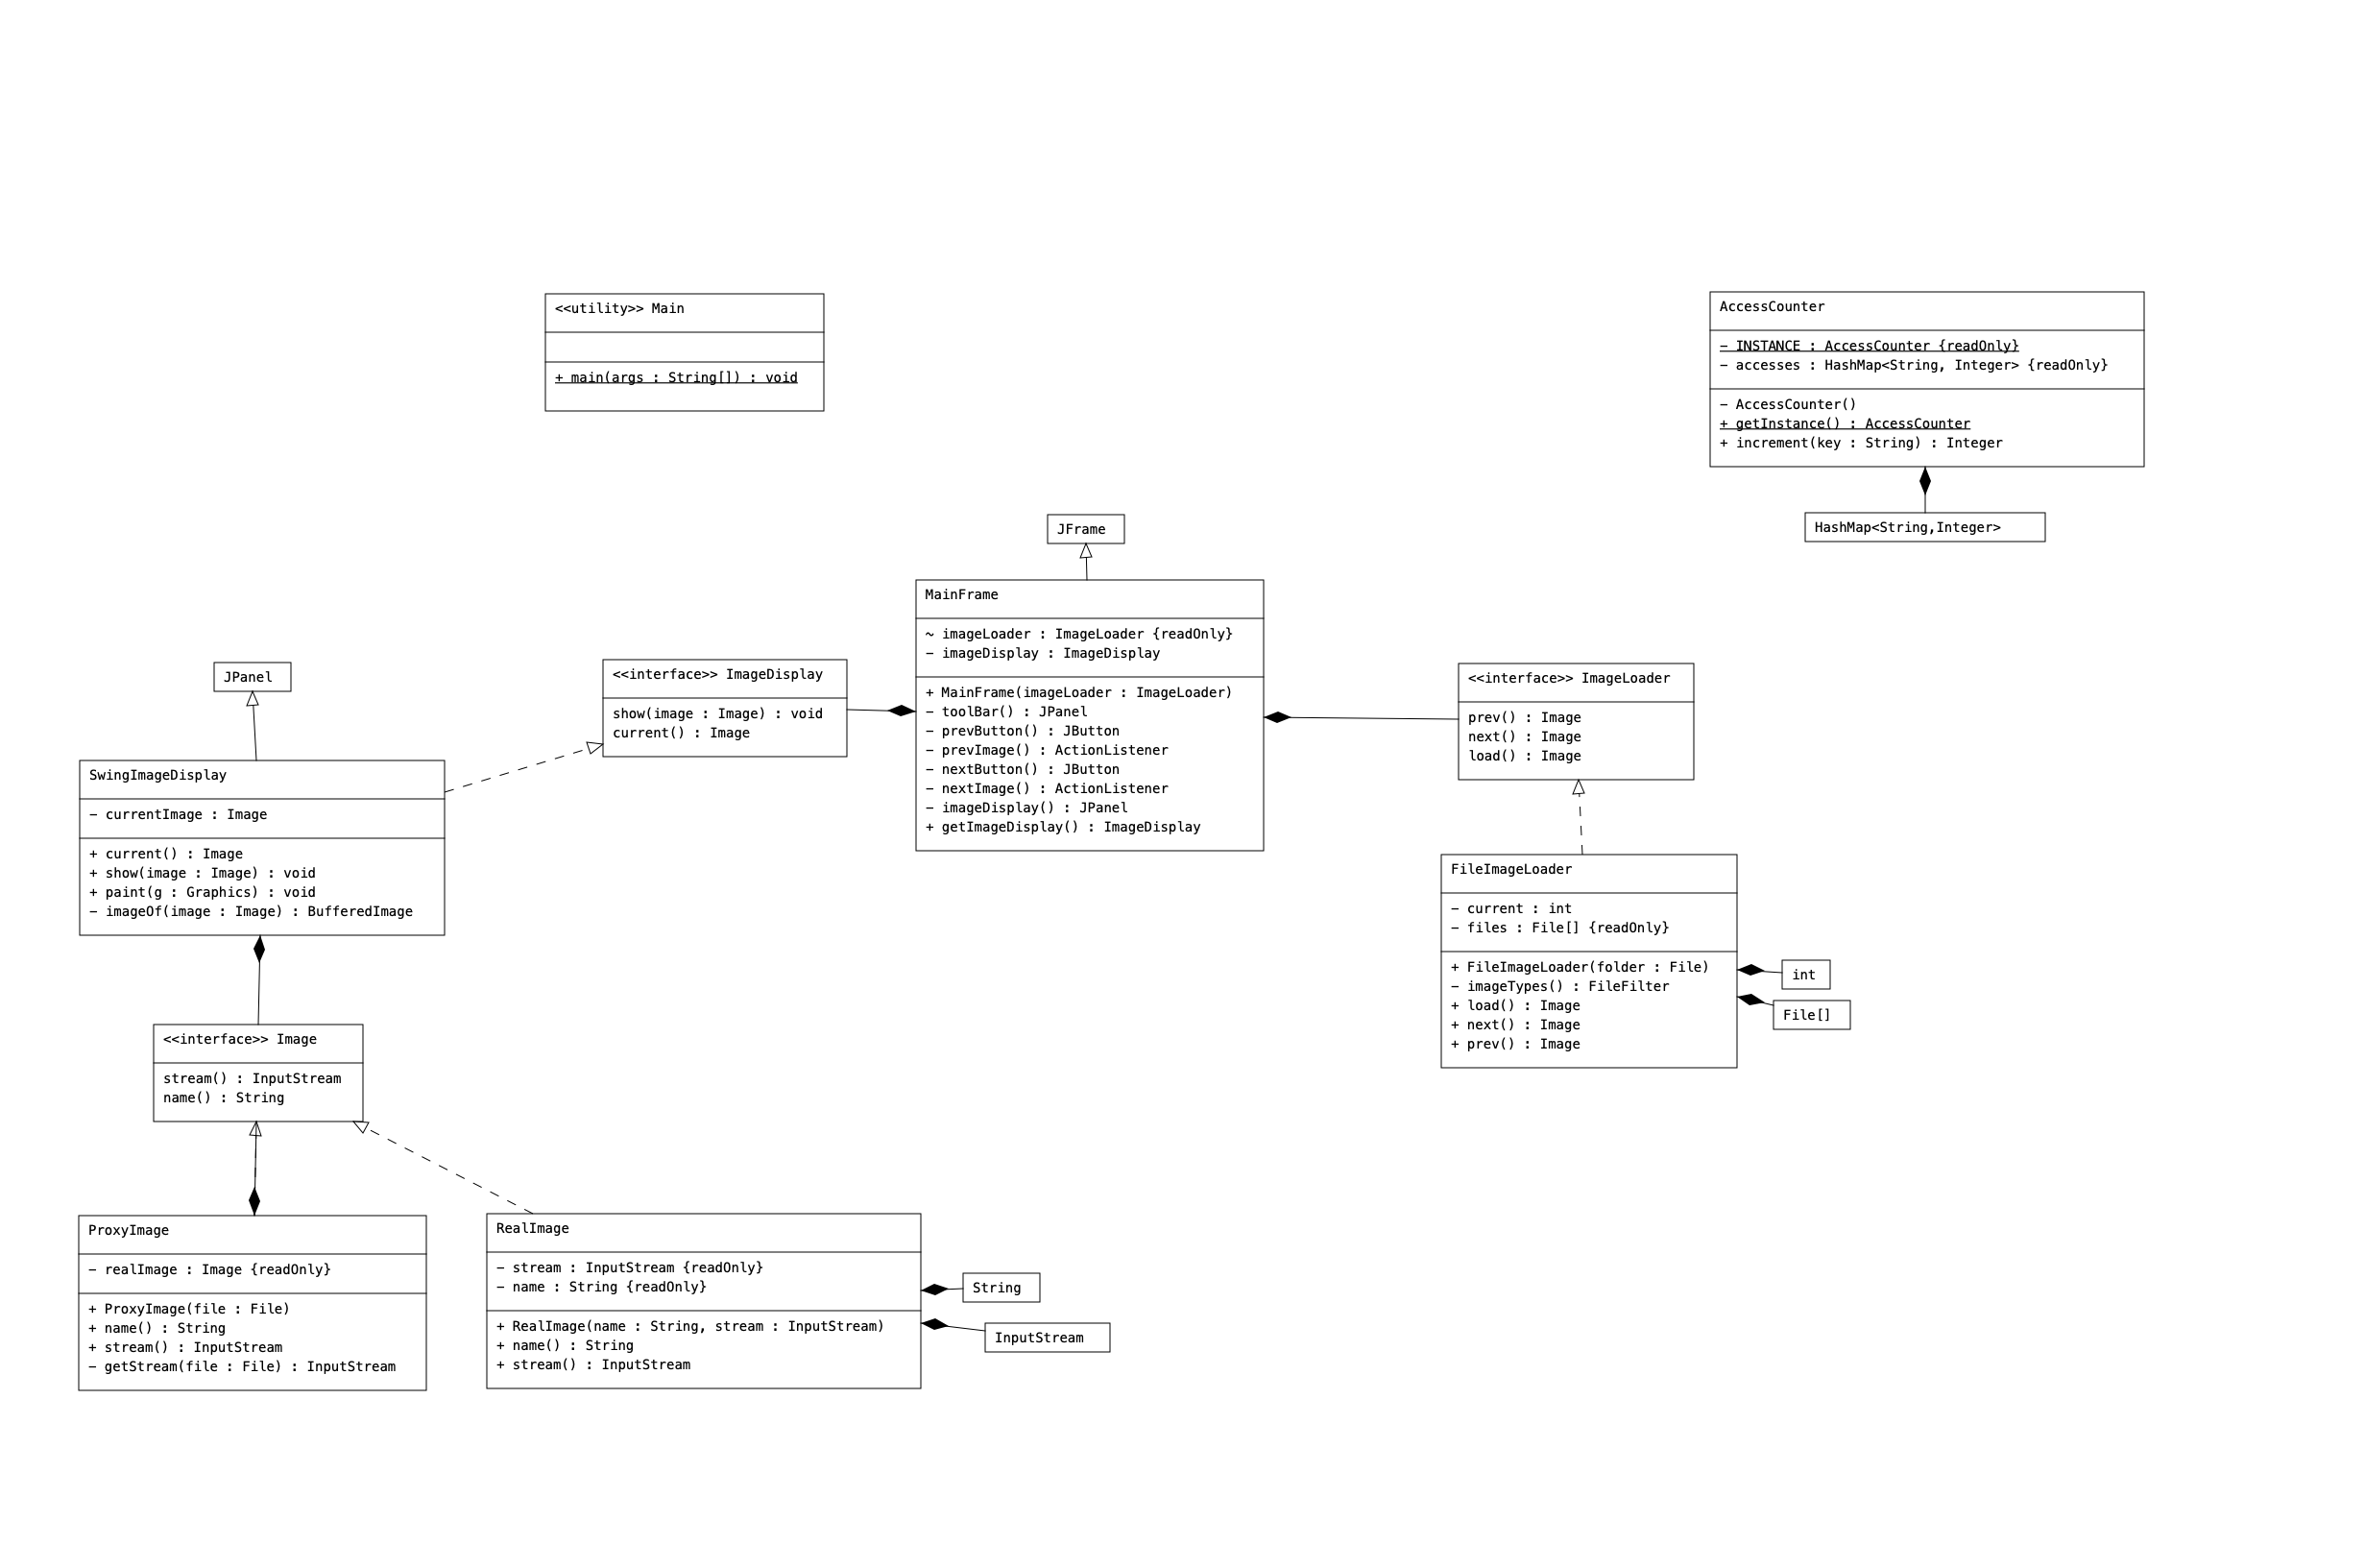 <<utility>> Main
+ main(args : String[]) : void
AccessCounter
− INSTANCE : AccessCounter {readOnly}
− accesses : HashMap<String, Integer> {readOnly}
− AccessCounter()
+ getInstance() : AccessCounter
+ increment(key : String) : Integer
HashMap<String,Integer>
JFrame
MainFrame
~ imageLoader : ImageLoader {readOnly}
− imageDisplay : ImageDisplay
+ MainFrame(imageLoader : ImageLoader)
− toolBar() : JPanel
− prevButton() : JButton
− prevImage() : ActionListener
− nextButton() : JButton
− nextImage() : ActionListener
− imageDisplay() : JPanel
+ getImageDisplay() : ImageDisplay
<<interface>> ImageDisplay
show(image : Image) : void
current() : Image
<<interface>> ImageLoader
prev() : Image
next() : Image
load() : Image
JPanel
SwingImageDisplay
− currentImage : Image
+ current() : Image
+ show(image : Image) : void
+ paint(g : Graphics) : void
− imageOf(image : Image) : BufferedImage
FileImageLoader
− current : int
− files : File[] {readOnly}
+ FileImageLoader(folder : File)
− imageTypes() : FileFilter
+ load() : Image
+ next() : Image
+ prev() : Image
int
File[]
<<interface>> Image
stream() : InputStream
name() : String
ProxyImage
− realImage : Image {readOnly}
+ ProxyImage(file : File)
+ name() : String
+ stream() : InputStream
− getStream(file : File) : InputStream
RealImage
− stream : InputStream {readOnly}
− name : String {readOnly}
+ RealImage(name : String, stream : InputStream)
+ name() : String
+ stream() : InputStream
String
InputStream